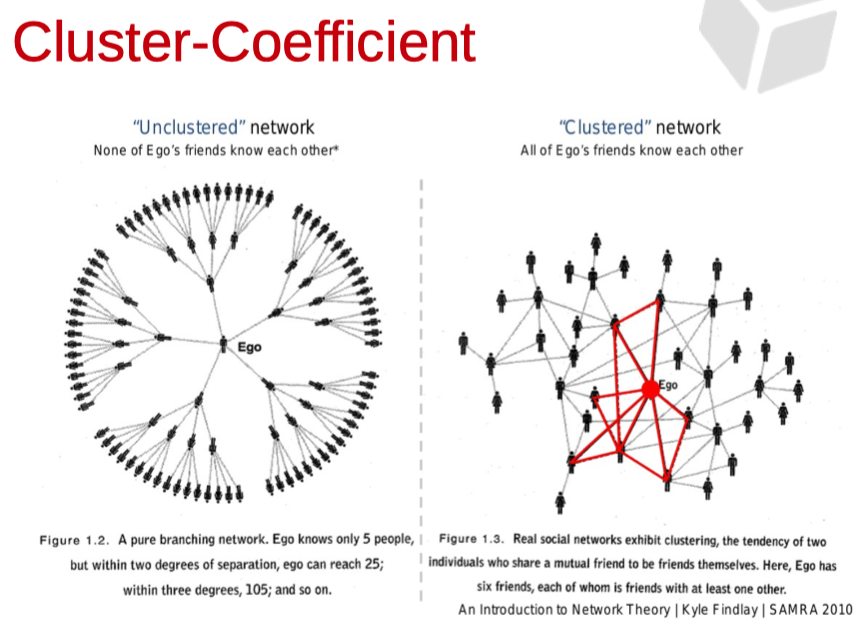 Cluster-Coefficient
“Unclustered” network
None of Ego’s friends know each other*
Ego
Figure 1.2. A pure branching network. Ego knows only 5 people,
but within two degrees of separation, ego can reach 25;
within three degrees, 105; and so on.
“Clustered” network
All of Ego’s friends know each other
Ego
Figure 1.3. Real social networks exhibit clustering, the tendency of two
individuals who share a mutual friend to be friends themselves. Here, Ego has
six friends, each of whom is friends with at least one other.
An Introduction to Network Theory | Kyle Findlay | SAMRA 2010